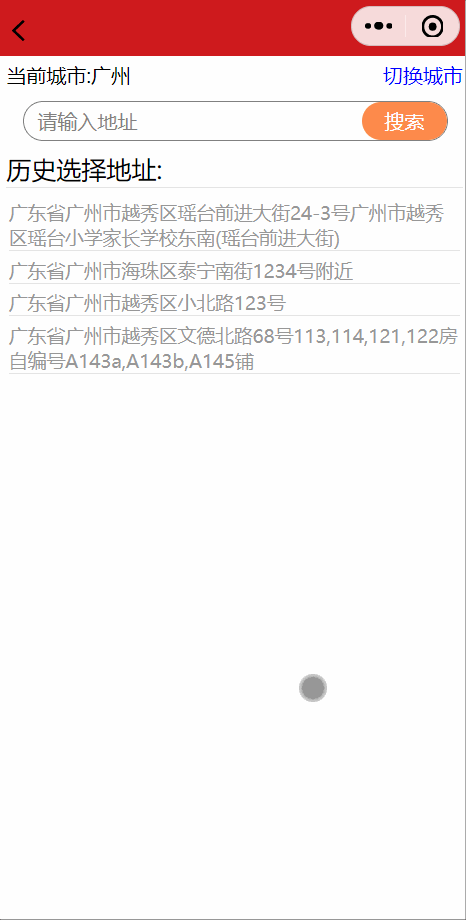 当前城市:广州
切换城市
请输入地址
搜索
历史选择地址:
广东省广州市越秀区瑶台前进大街24-3号广州市越秀
区瑶台小学家长学校东南(瑶台前进大街)
广东省广州市海珠区泰宁南街1234号附近
广东省广州市越秀区小北路123号
广东省广州市越秀区文德北路68号113,114,121,122房
自编号A143a,A143b,A145铺